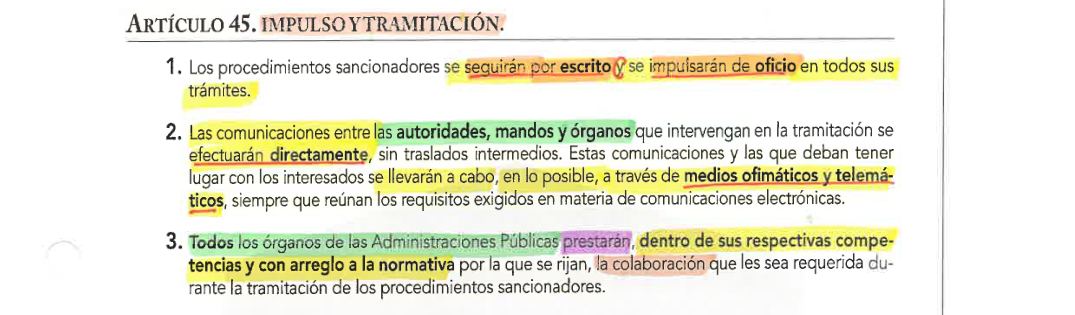 ARTÍCULO 45. IMPULSO Y TRAMITACIÓN.
1. Los procedimientos sancionadores se seguirán por escrito y se impulsarán de oficio en todos sus
trámites.
2. Las comunicaciones entre las autoridades, mandos y órganos que intervengan en la tramitación se
efectuarán directamente, sin traslados intermedios. Estas comunicaciones y las que deban tener
lugar con los interesados se llevarán a cabo, en lo posible, a través de medios ofimáticos y telemá-
ticos, siempre que reúnan los requisitos exigidos en materia de comunicaciones electrónicas.
3. Todos los órganos de las Administraciones Públicas prestarán, dentro de sus respectivas compe-
tencias y con arreglo a la normativa por la que se rijan, la colaboración que les sea requerida du-
rante la tramitación de los procedimientos sancionadores.